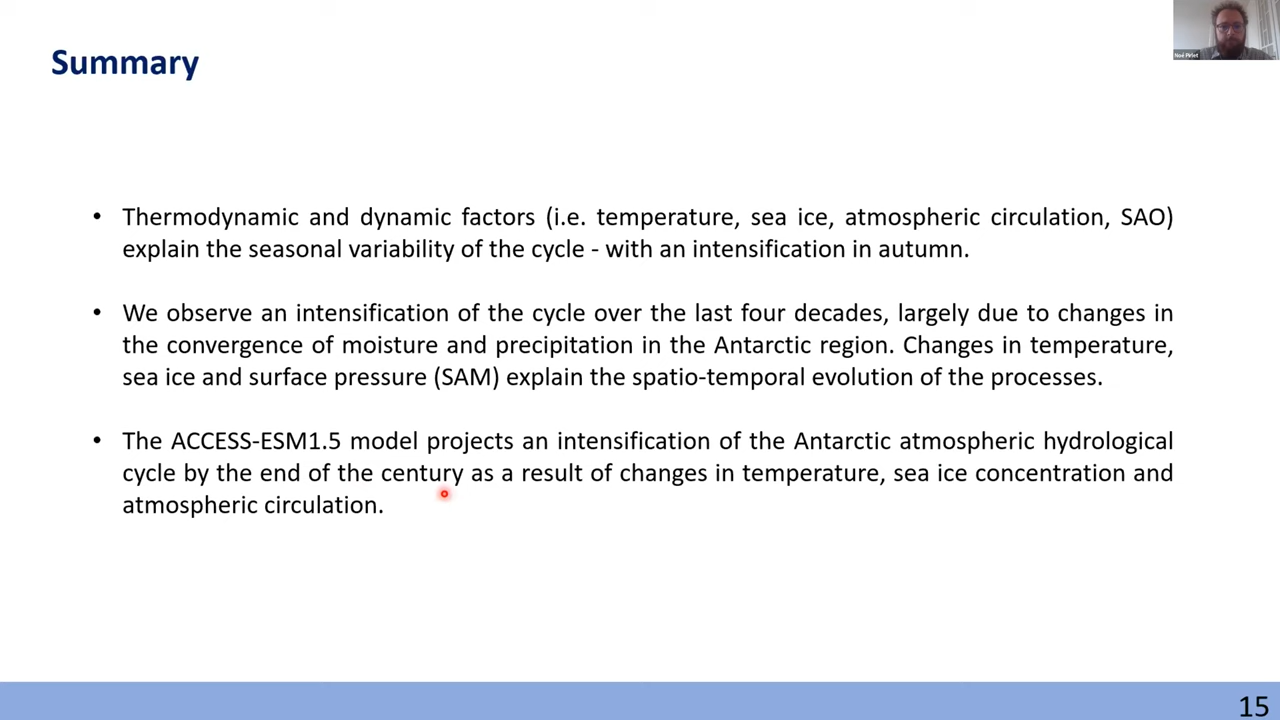 Summary
Noé Pirlet
• Thermodynamic and dynamic factors (i.e. temperature, sea ice, atmospheric circulation, SAO)
explain the seasonal variability of the cycle - with an intensification in autumn.
• We observe an intensification of the cycle over the last four decades, largely due to changes in
the convergence of moisture and precipitation in the Antarctic region. Changes in temperature,
sea ice and surface pressure (SAM) explain the spatio-temporal evolution of the processes.
• The ACCESS-ESM1.5 model projects an intensification of the Antarctic atmospheric hydrological
cycle by the end of the century as a result of changes in temperature, sea ice concentration and
atmospheric circulation.
15